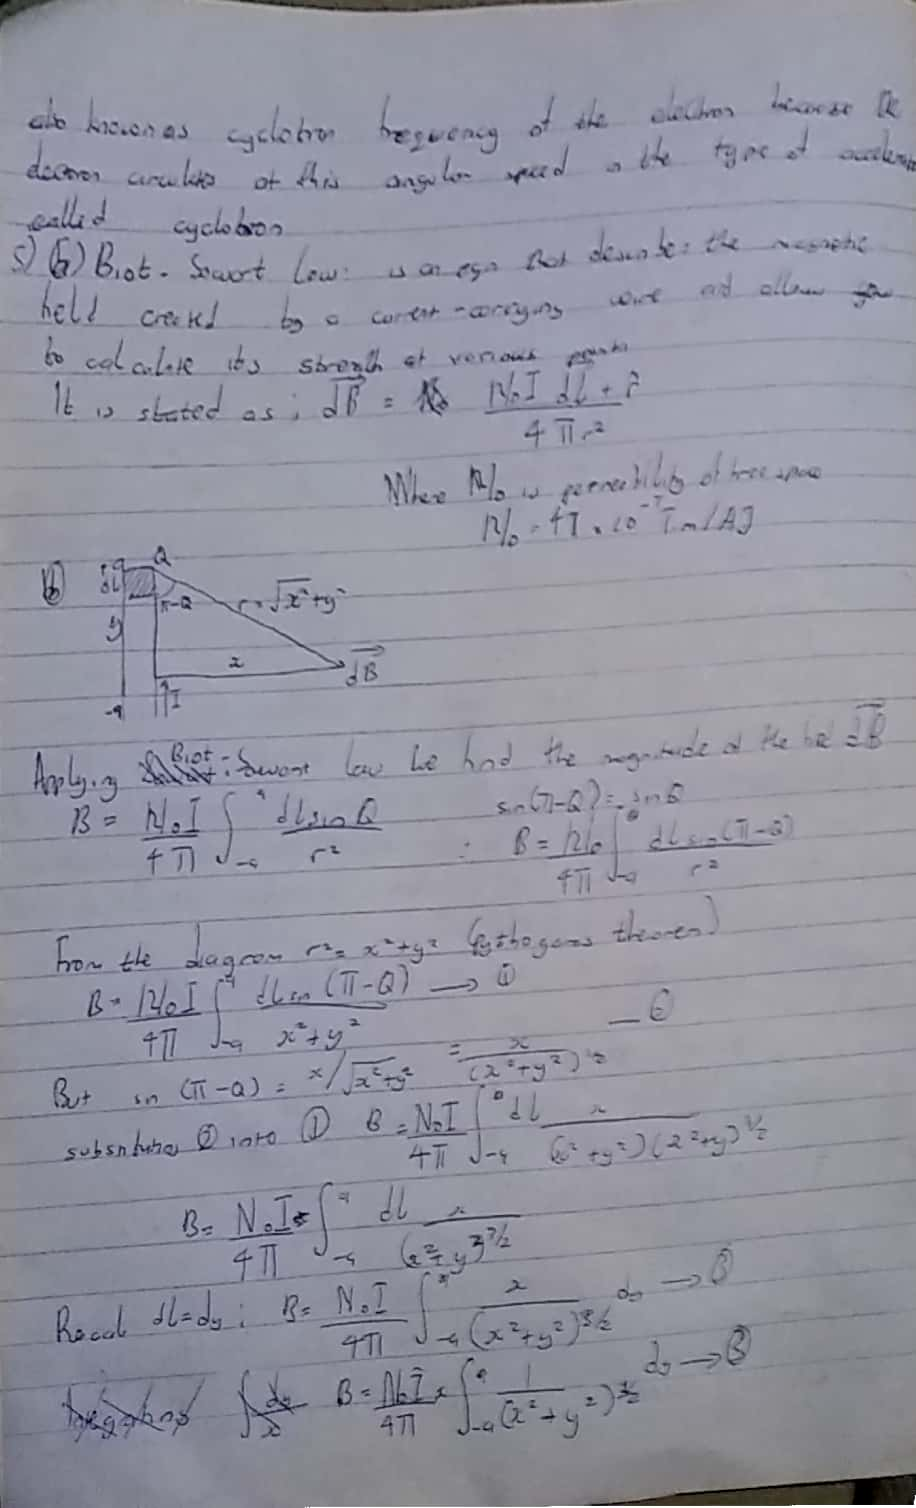 also known as cyclotron frequency of the electron because the
electron circulates at this angular speed in the type of accelerator
called cyclotron
5) (a) Biot - Savart Law: is an eqn that describes the magnetic
field created by a current-carrying wire and allow you
to calculate its strength at various points
It is stated as; dB = μ₀I dL × r̂
4πr²
Where μ₀ is permeability of free space
μ₀ = 4π × 10⁻⁷ Tm/A]
(b)
dL
Q
π-Q
r = √x²+y²
y
x
dB
-a
I
Applying Biot-Savart law we find the magnitude of the field dB
B = μ₀I ∫ᵃ₋ₐ dL sin Q
4π r²
sin(π-Q) = sin Q
∴ B = μ₀ ∫ᵃ₋ₐ dL sin(π-Q)
4π r²
From the diagram r² = x²+y² (Pythagoras theorem)
B = μ₀I ∫ᵃ₋ₐ dL sin (π-Q) → ①
4π x²+y²
But sin (π-Q) = x/√x²+y² = x — ②
(x²+y²)^½
substituting ② into ① B = μ₀I ∫ᵃ₋ₐ dl x
4π (x²+y²)(x²+y²)^½
B = μ₀I ∫ᵃ₋ₐ dl x
4π (x²+y²)^3/2
Recall dl=dy; B = μ₀I ∫ᵃ₋ₐ x dy → ③
4π (x²+y²)^3/2
B = μ₀I x ∫ᵃ₋ₐ 1 dy → ③
4π (x²+y²)^3/2